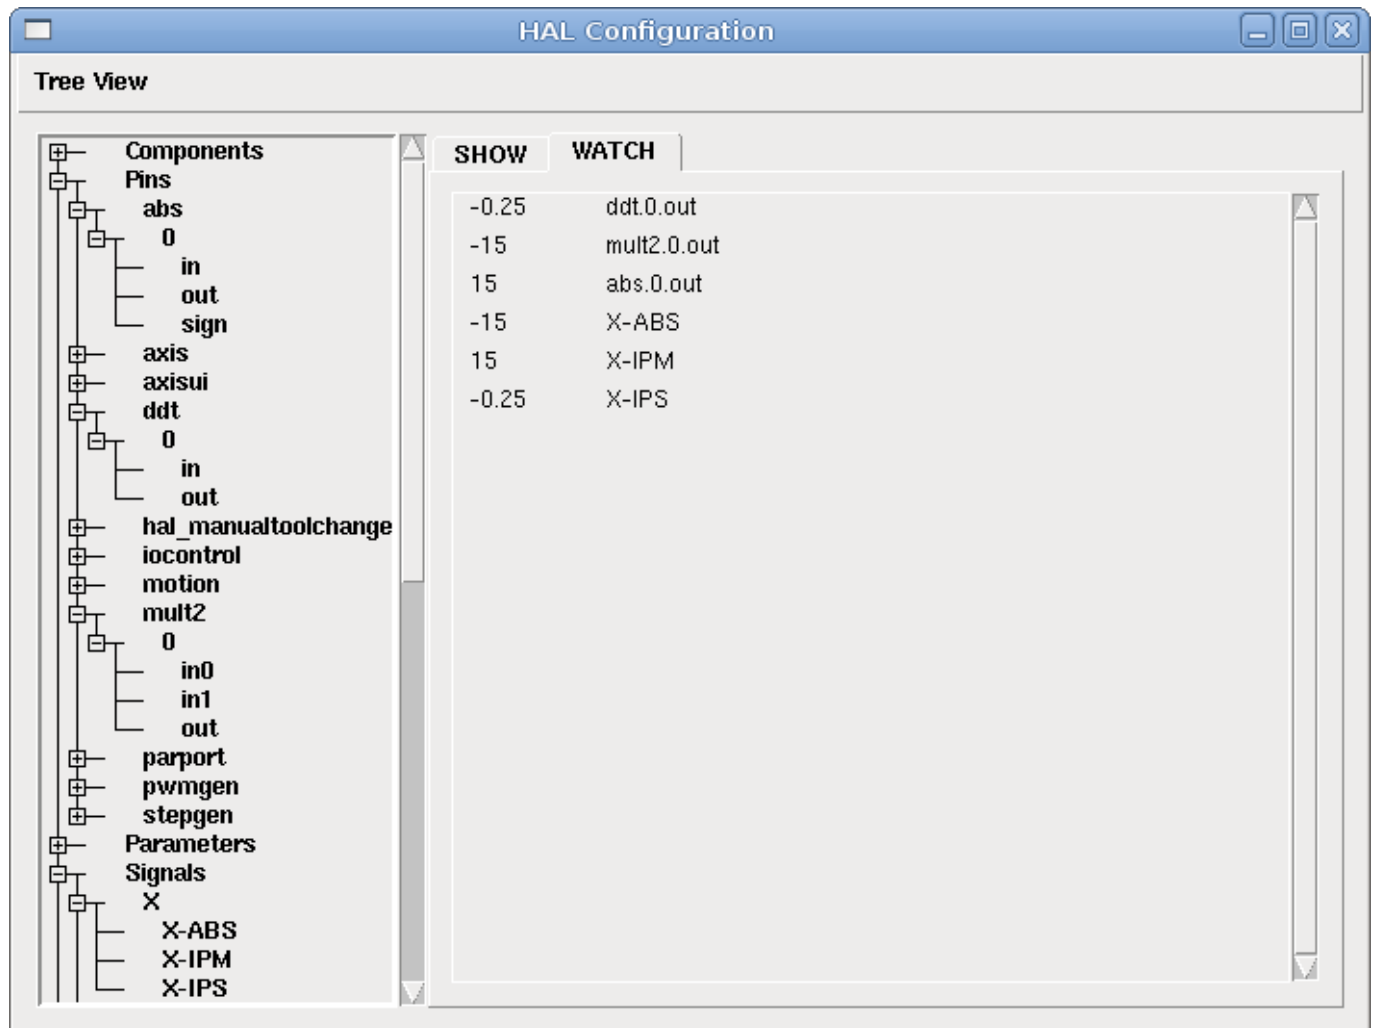 HAL Configuration
Tree View
Components
Pins
abs
0
in
out
sign
axis
axisui
ddt
0
in
out
hal_manualtoolchange
iocontrol
motion
mult2
0
in0
in1
out
parport
pwmgen
stepgen
Parameters
Signals
X
X-ABS
X-IPM
X-IPS
SHOW WATCH
-0.25 ddt.0.out
-15 mult2.0.out
15 abs.0.out
-15 X-ABS
15 X-IPM
-0.25 X-IPS